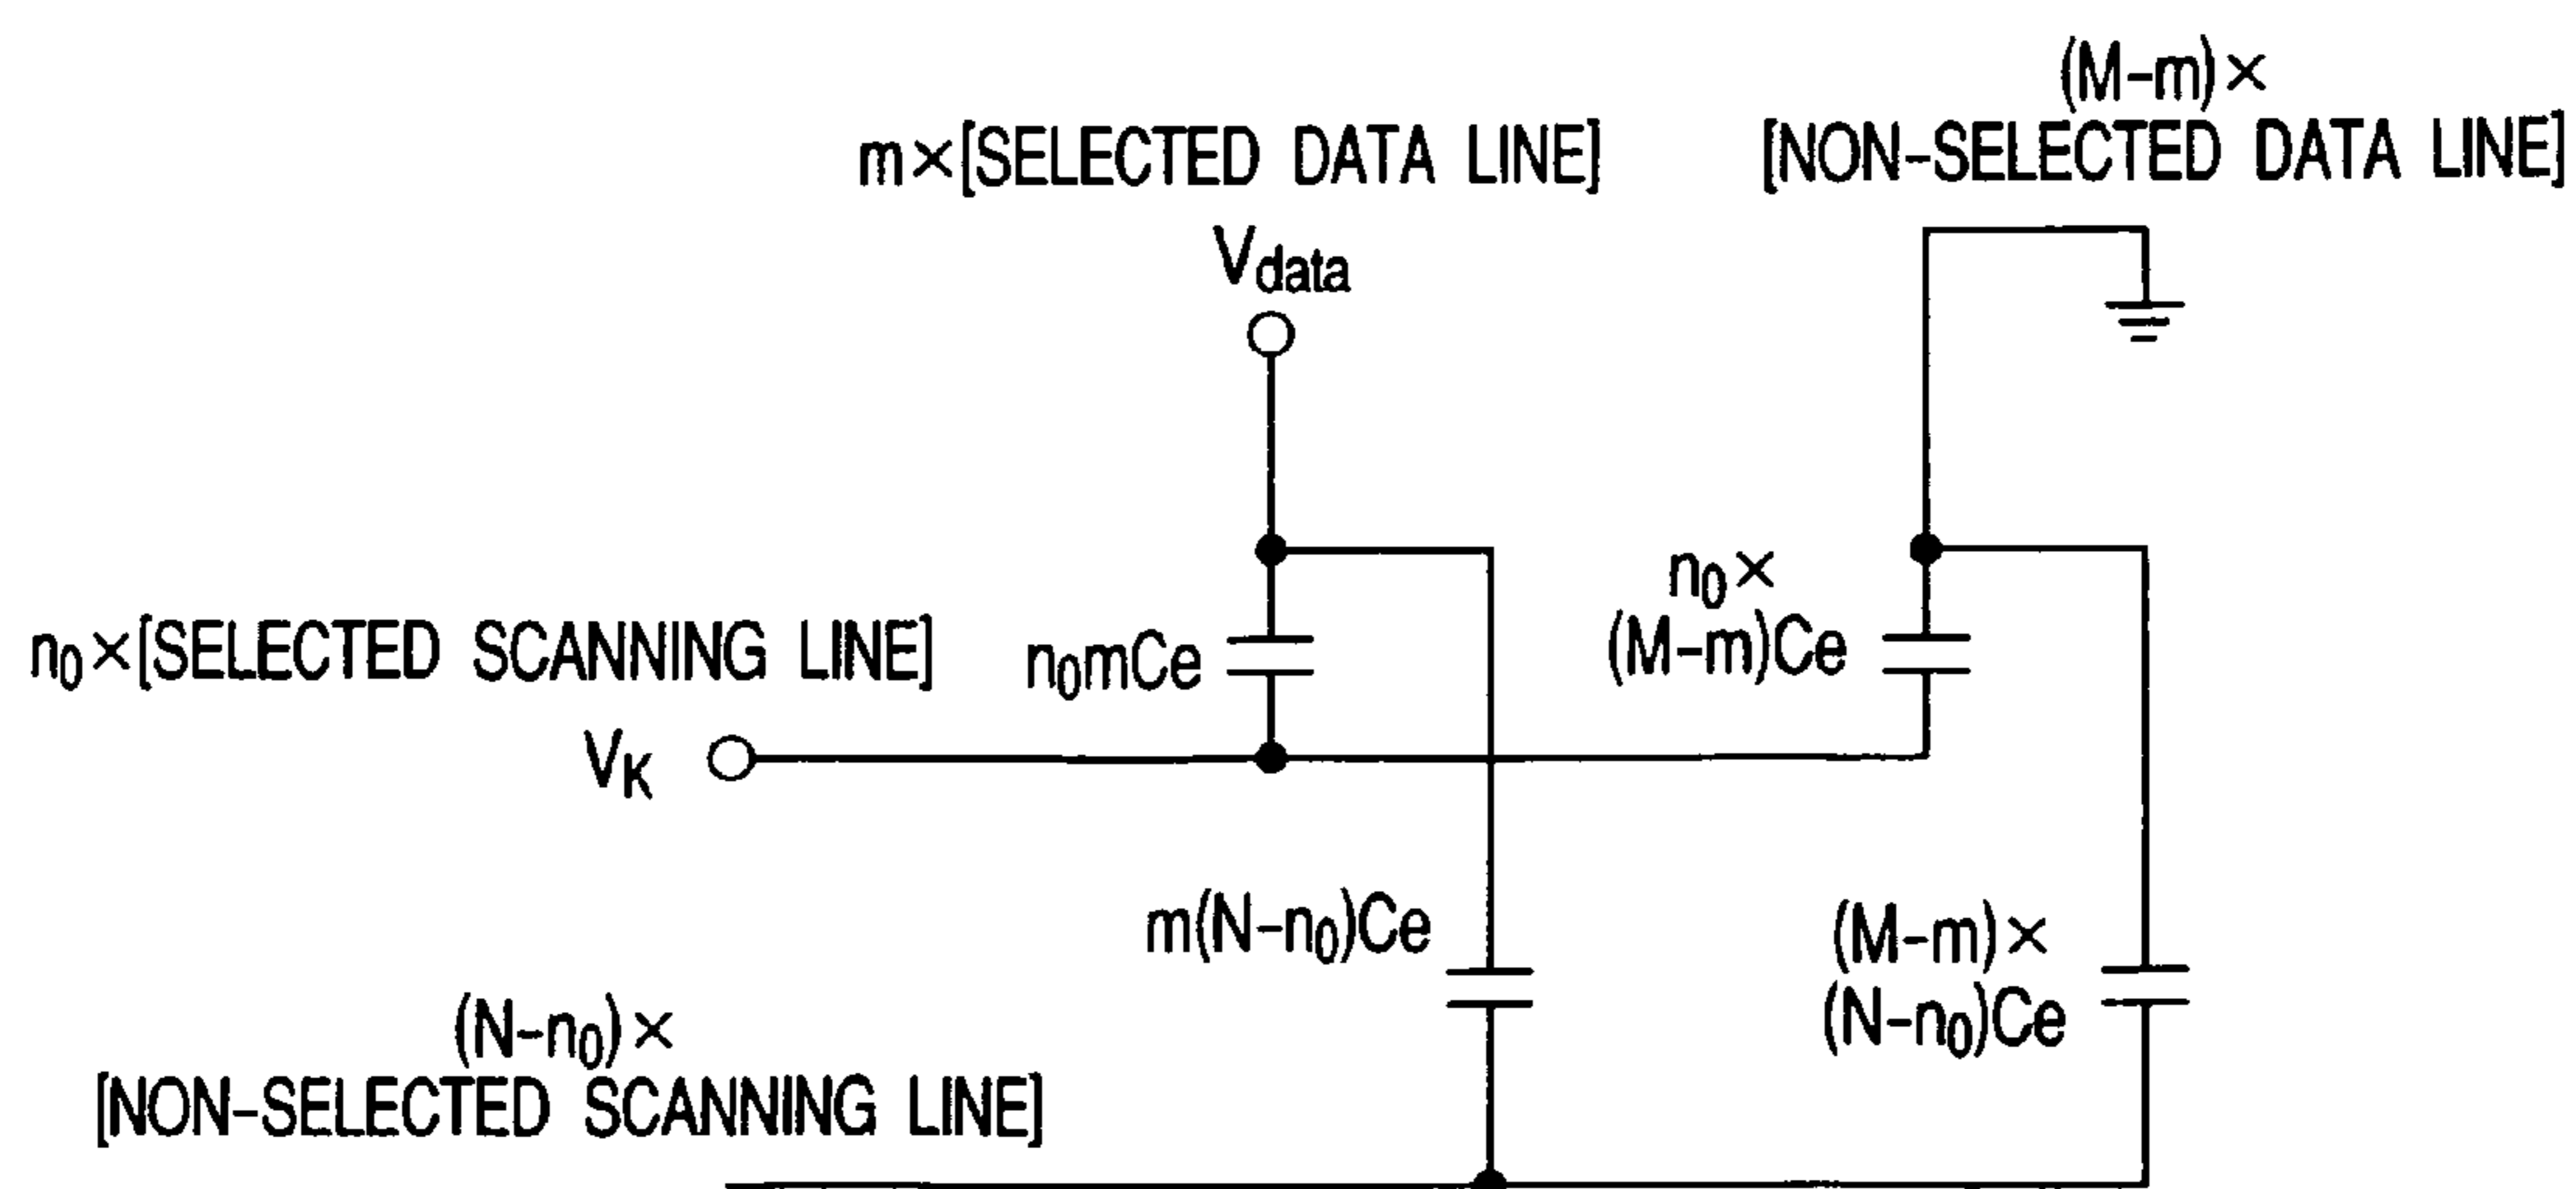 (M-m)×
[NON-SELECTED DATA LINE]
m×[SELECTED DATA LINE]
Vdata
n0×[SELECTED SCANNING LINE]
VK
n0mCe
n0×
(M-m)Ce
m(N-n0)Ce
(M-m)×
(N-n0)Ce
(N-n0)×
[NON-SELECTED SCANNING LINE]